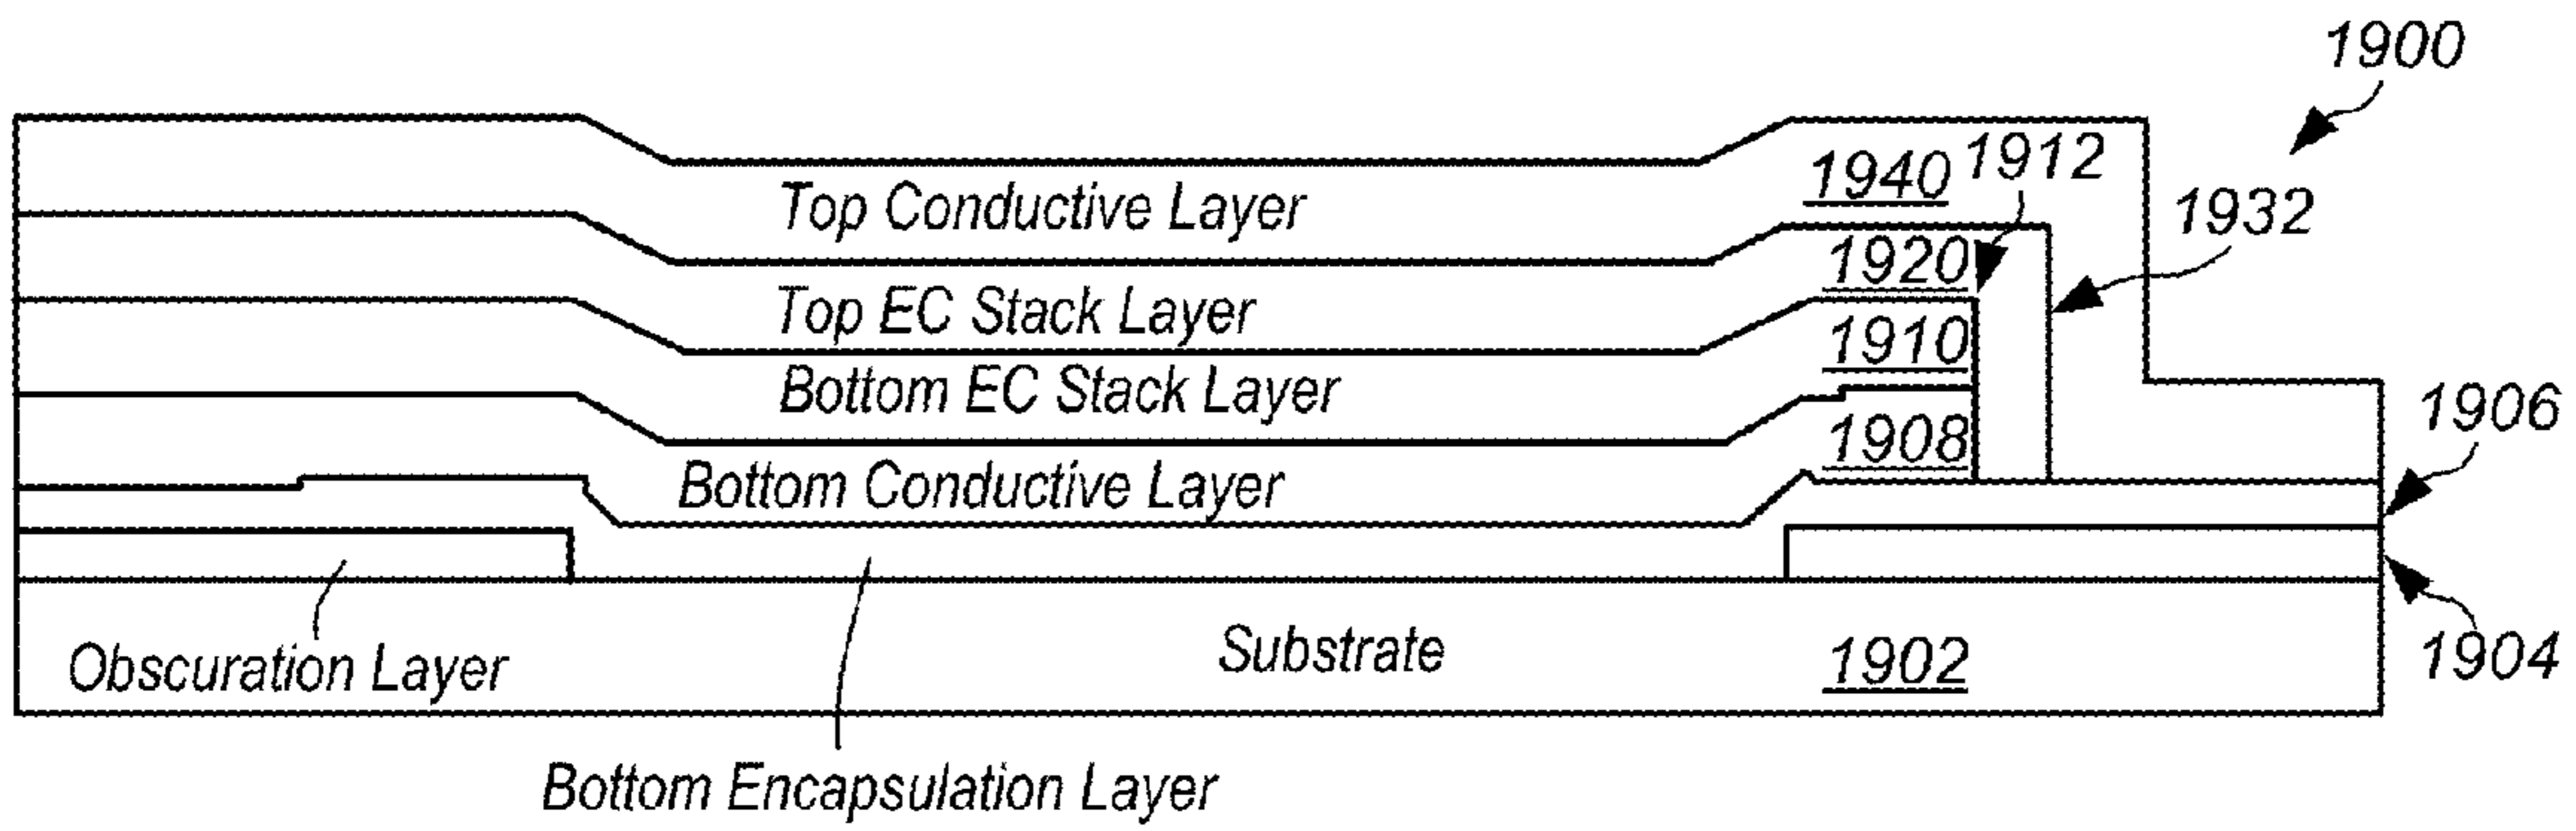 1900
1940
1912
Top Conductive Layer
1932
1920
Top EC Stack Layer
1910
Bottom EC Stack Layer
1906
1908
Bottom Conductive Layer
Substrate
1902
1904
Obscuration Layer
Bottom Encapsulation Layer